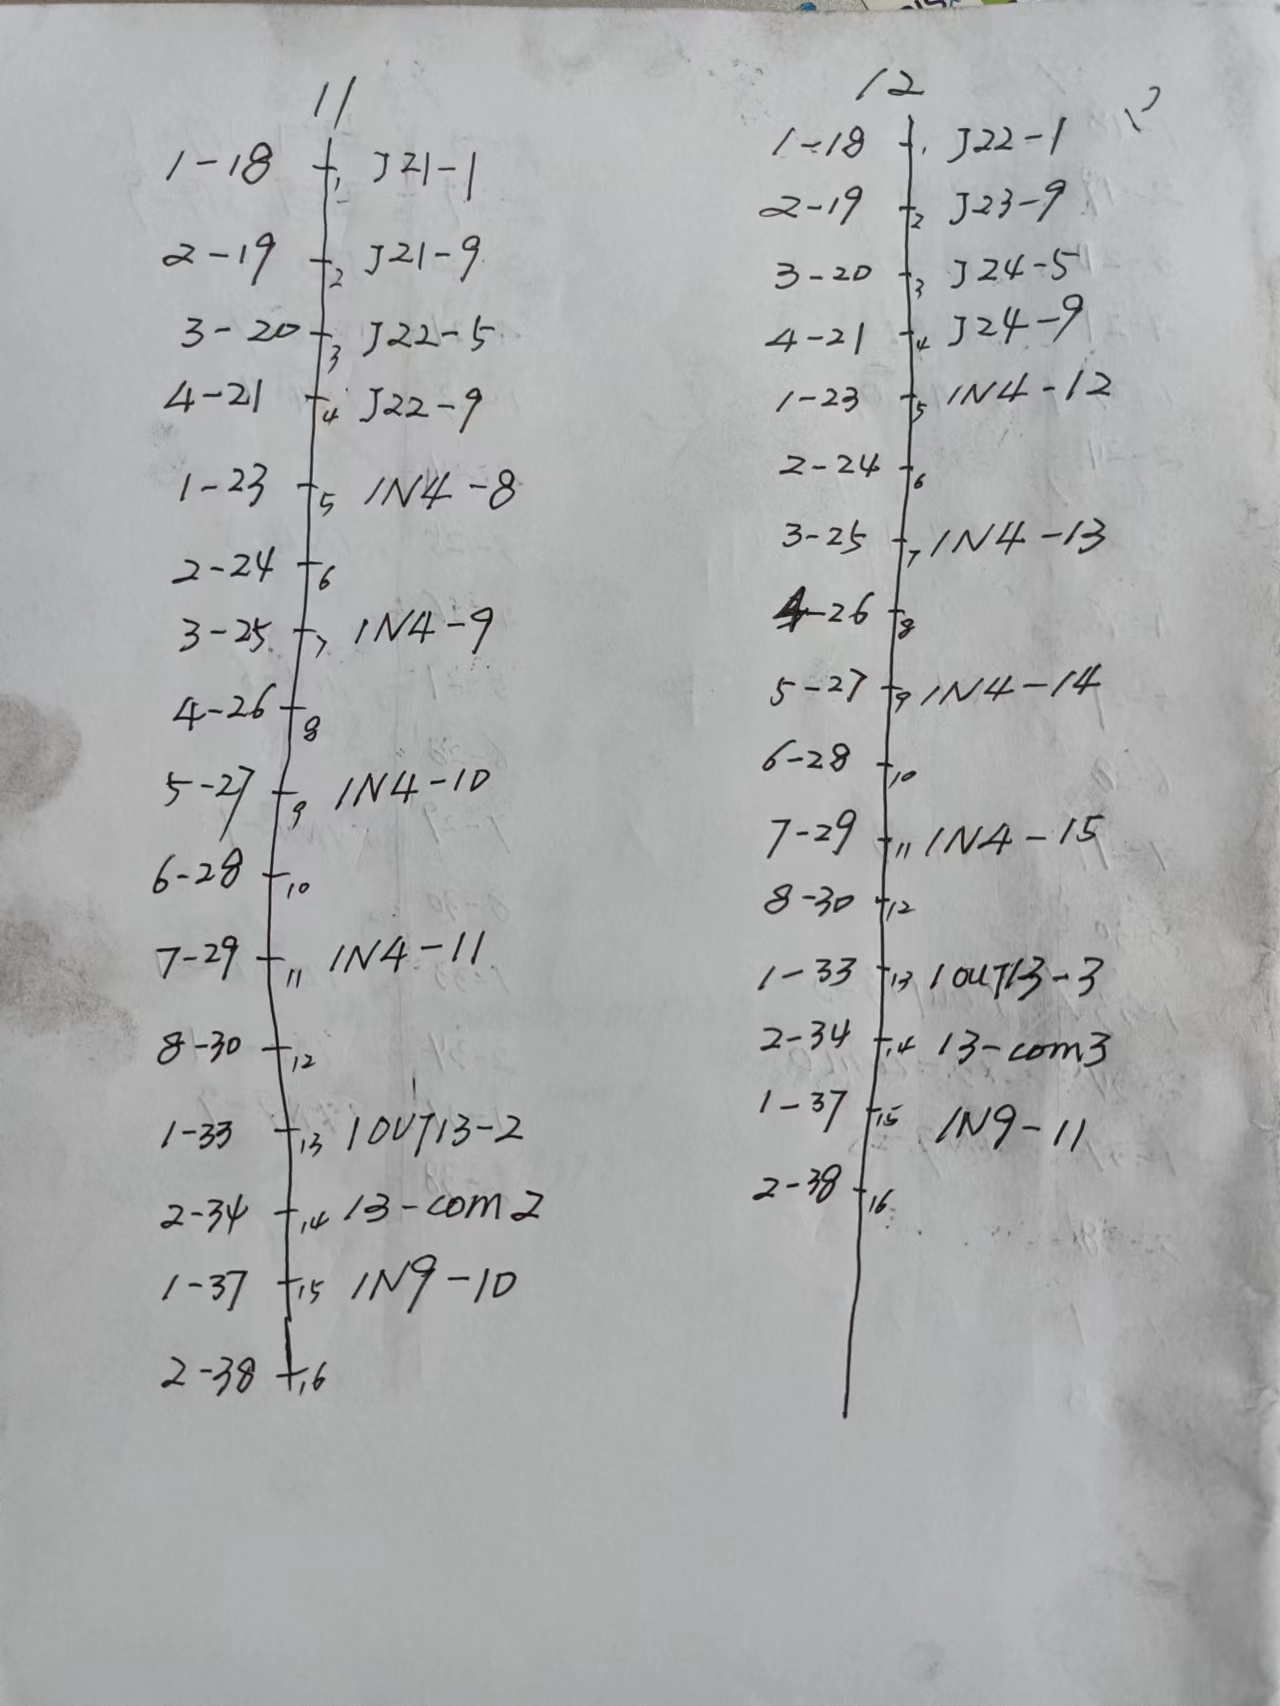 11
1-18 1 J21-1
2-19 2 J21-9
3-20 3 J22-5
4-21 4 J22-9
1-23 5 IN4-8
2-24 6
3-25 7 IN4-9
4-26 8
5-27 9 IN4-10
6-28 10
7-29 11 IN4-11
8-30 12
1-33 13 IOUT13-2
2-34 14 13-com2
1-37 15 IN9-10
2-38 16
12
1-18 1 J22-1
2-19 2 J23-9
3-20 3 J24-5
4-21 4 J24-9
1-23 5 IN4-12
2-24 6
3-25 7 IN4-13
4-26 8
5-27 9 IN4-14
6-28 10
7-29 11 IN4-15
8-30 12
1-33 13 IOUT13-3
2-34 14 13-com3
1-37 15 IN9-11
2-38 16